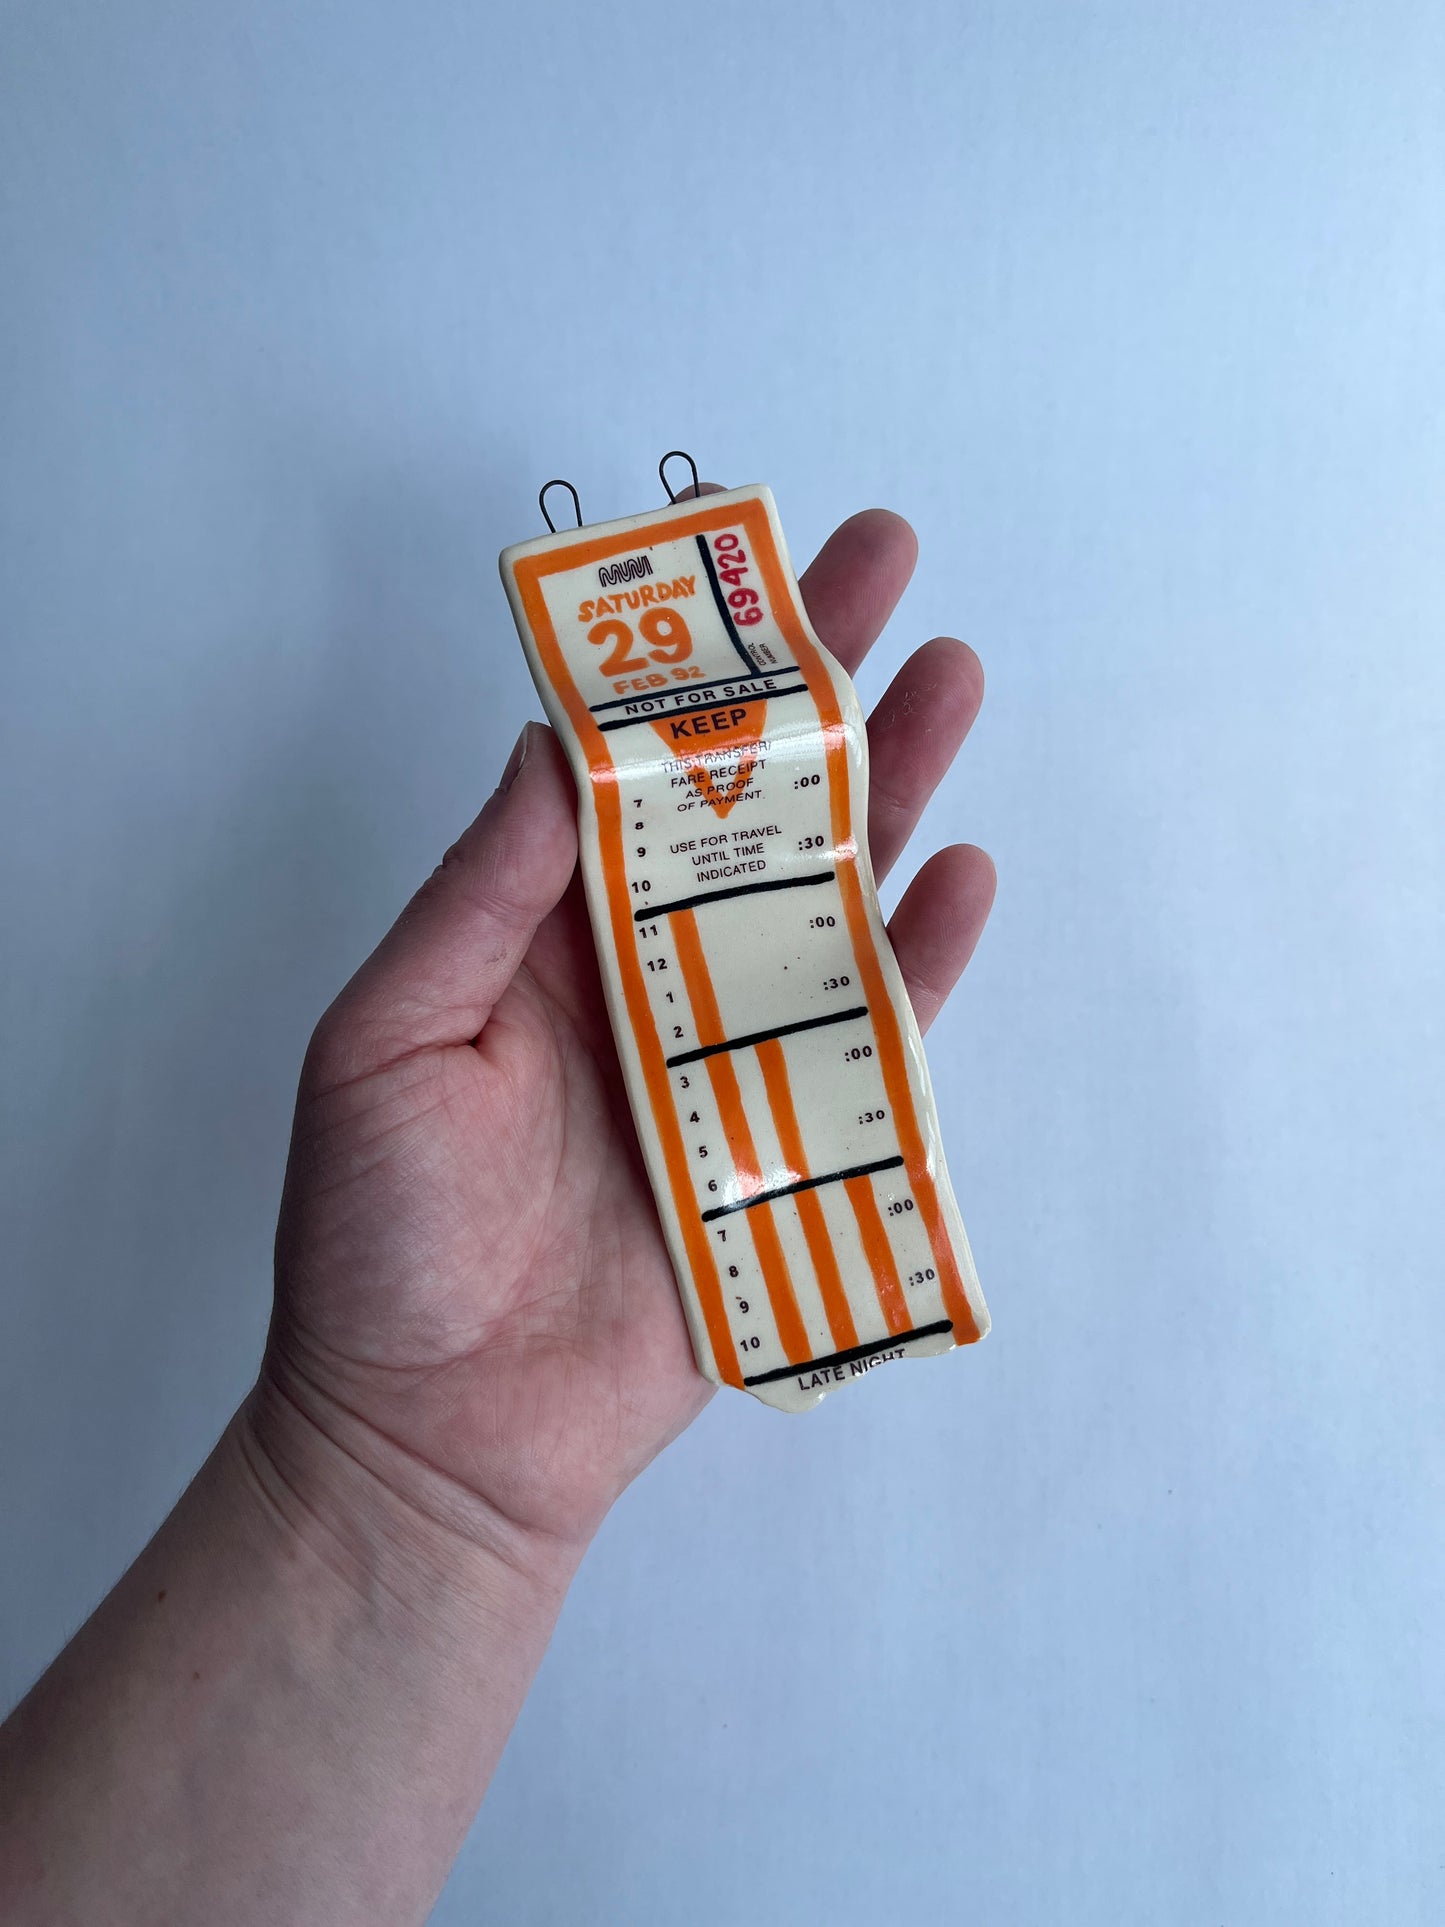 MUNI
SATURDAY
29
FEB 92
69420
CONTROL
NUMBER
NOT FOR SALE
KEEP
THIS TRANSFER/
FARE RECEIPT
AS PROOF
OF PAYMENT.
7
:00
8
USE FOR TRAVEL
9
UNTIL TIME
:30
INDICATED
10
11
:00
12
1
:30
2
3
:00
4
5
:30
6
7
:00
8
9
:30
10
LATE NIGHT